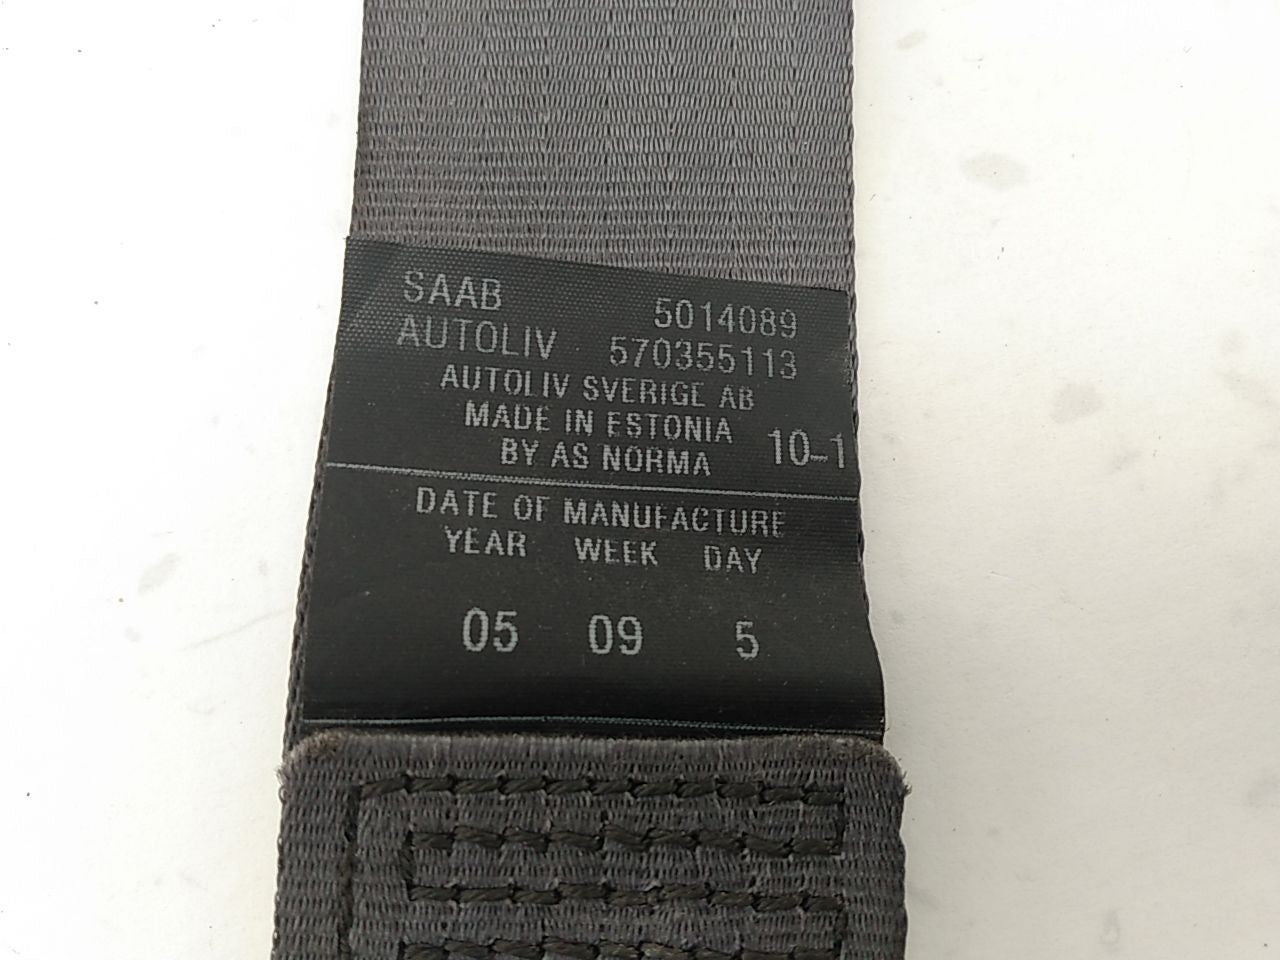 SAAB 5014089
AUTOLIV 570355113
AUTOLIV SVERIGE AB
MADE IN ESTONIA
BY AS NORMA 10-1
DATE OF MANUFACTURE
YEAR WEEK DAY
05 09 5